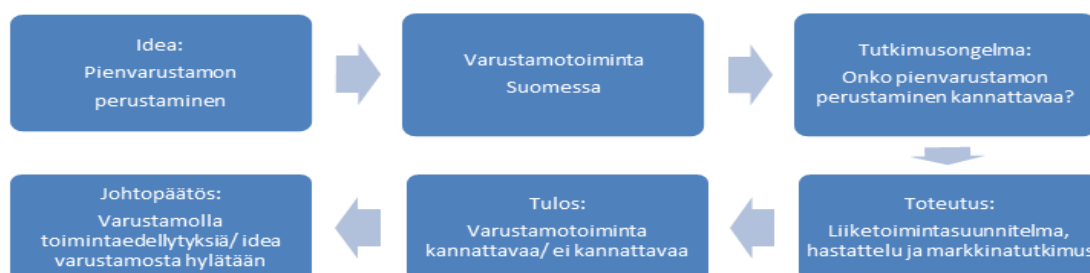 Idea:
Pienvarustamon
perustaminen
Varustamotoiminta
Suomessa
Tutkimusongelma:
Onko pienvarustamon
perustaminen kannattavaa?
Toteutus:
Liiketoimintasuunnitelma,
hastattelu ja markkinatutkimus
Tulos:
Varustamotoiminta
kannattavaa/ ei kannattavaa
Johtopäätös:
Varustamolla
toimintaedellytyksiä/ idea
varustamosta hylätään